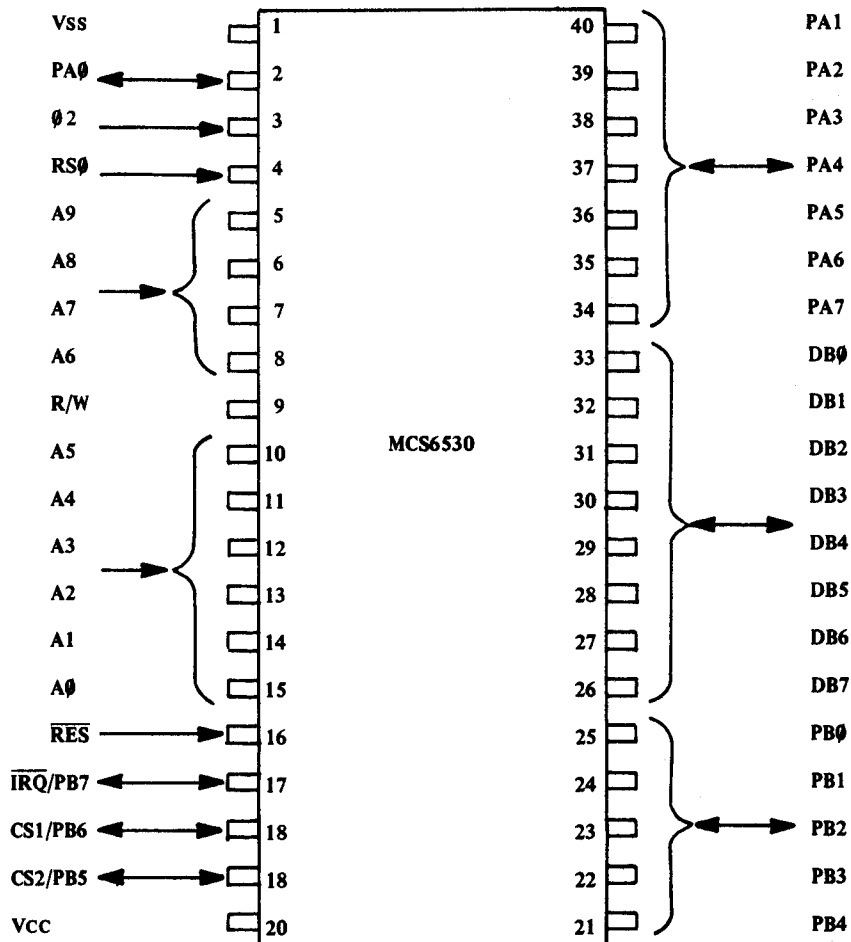 VSS 1 40 PA1
PAØ 2 39 PA2
Ø2 3 38 PA3
RSØ 4 37 PA4
A9 5 36 PA5
A8 6 35 PA6
A7 7 34 PA7
A6 8 33 DBØ
R/W 9 32 DB1
A5 10 MCS6530 31 DB2
A4 11 30 DB3
A3 12 29 DB4
A2 13 28 DB5
A1 14 27 DB6
AØ 15 26 DB7
R̅E̅S̅ 16 25 PBØ
I̅R̅Q̅/PB7 17 24 PB1
CS1/PB6 18 23 PB2
CS2/PB5 18 22 PB3
VCC 20 21 PB4